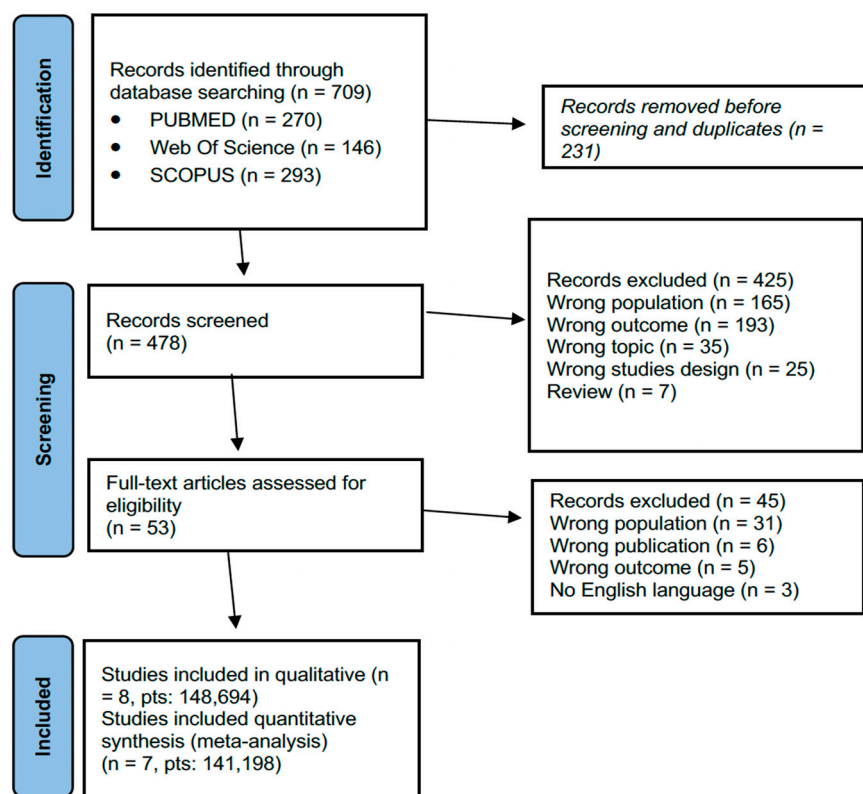 Identification
Records identified through
database searching (n = 709)
• PUBMED (n = 270)
• Web Of Science (n = 146)
• SCOPUS (n = 293)
Records removed before
screening and duplicates (n =
231)
Screening
Records screened
(n = 478)
Records excluded (n = 425)
Wrong population (n = 165)
Wrong outcome (n = 193)
Wrong topic (n = 35)
Wrong studies design (n = 25)
Review (n = 7)
Full-text articles assessed for
eligibility
(n = 53)
Records excluded (n = 45)
Wrong population (n = 31)
Wrong publication (n = 6)
Wrong outcome (n = 5)
No English language (n = 3)
Included
Studies included in qualitative (n
= 8, pts: 148,694)
Studies included quantitative
synthesis (meta-analysis)
(n = 7, pts: 141,198)